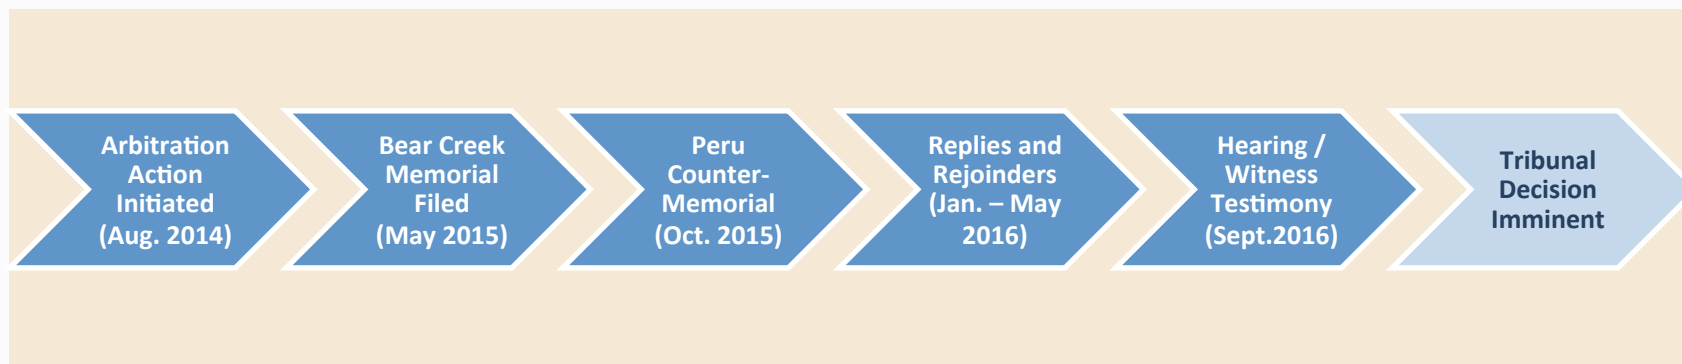 Arbitration
Action
Initiated
(Aug. 2014)
Bear Creek
Memorial
Filed
(May 2015)
Peru
Counter-
Memorial
(Oct. 2015)
Replies and
Rejoinders
(Jan. – May
2016)
Hearing /
Witness
Testimony
(Sept.2016)
Tribunal
Decision
Imminent